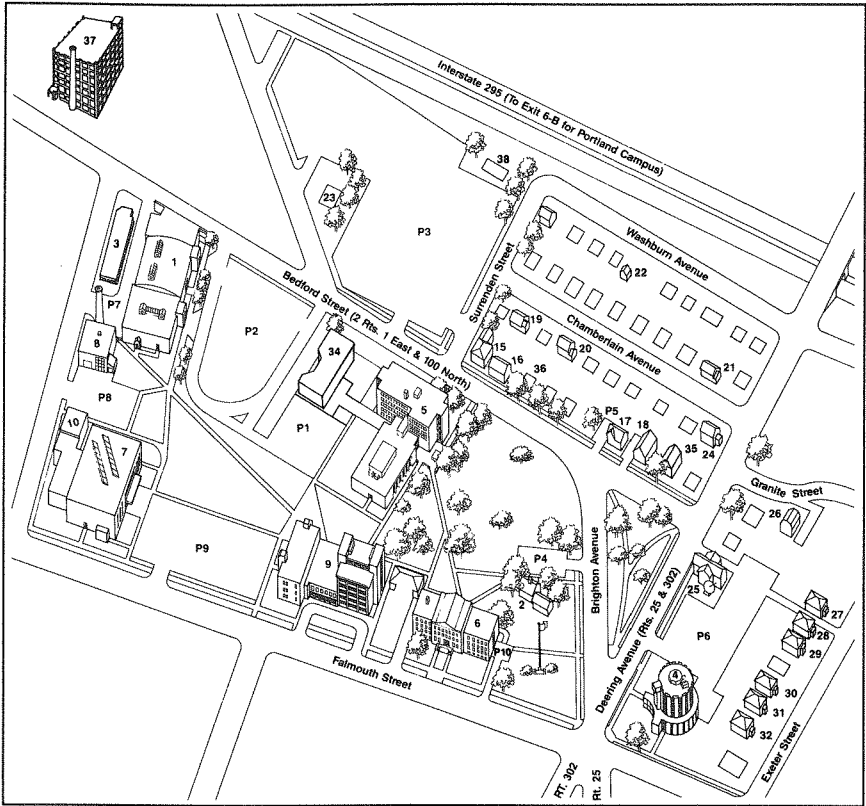 37
Interstate 295 (To Exit 6-B for Portland Campus)
38
23
P3
Washburn Avenue
3
1
22
Surrenden Street
Bedford Street (2 Rts. 1 East & 100 North)
Chamberlain Avenue
P7
P2
19
15
20
8
34
16
36
21
P8
5
P5
17
18
10
P1
35
24
7
Granite Street
26
P9
P4
Brighton Avenue
9
2
25
27
6
Deering Avenue (Rts. 25 & 302)
P6
28
P10
29
Falmouth Street
4
30
31
32
Exeter Street
RT. 302
Rt. 25